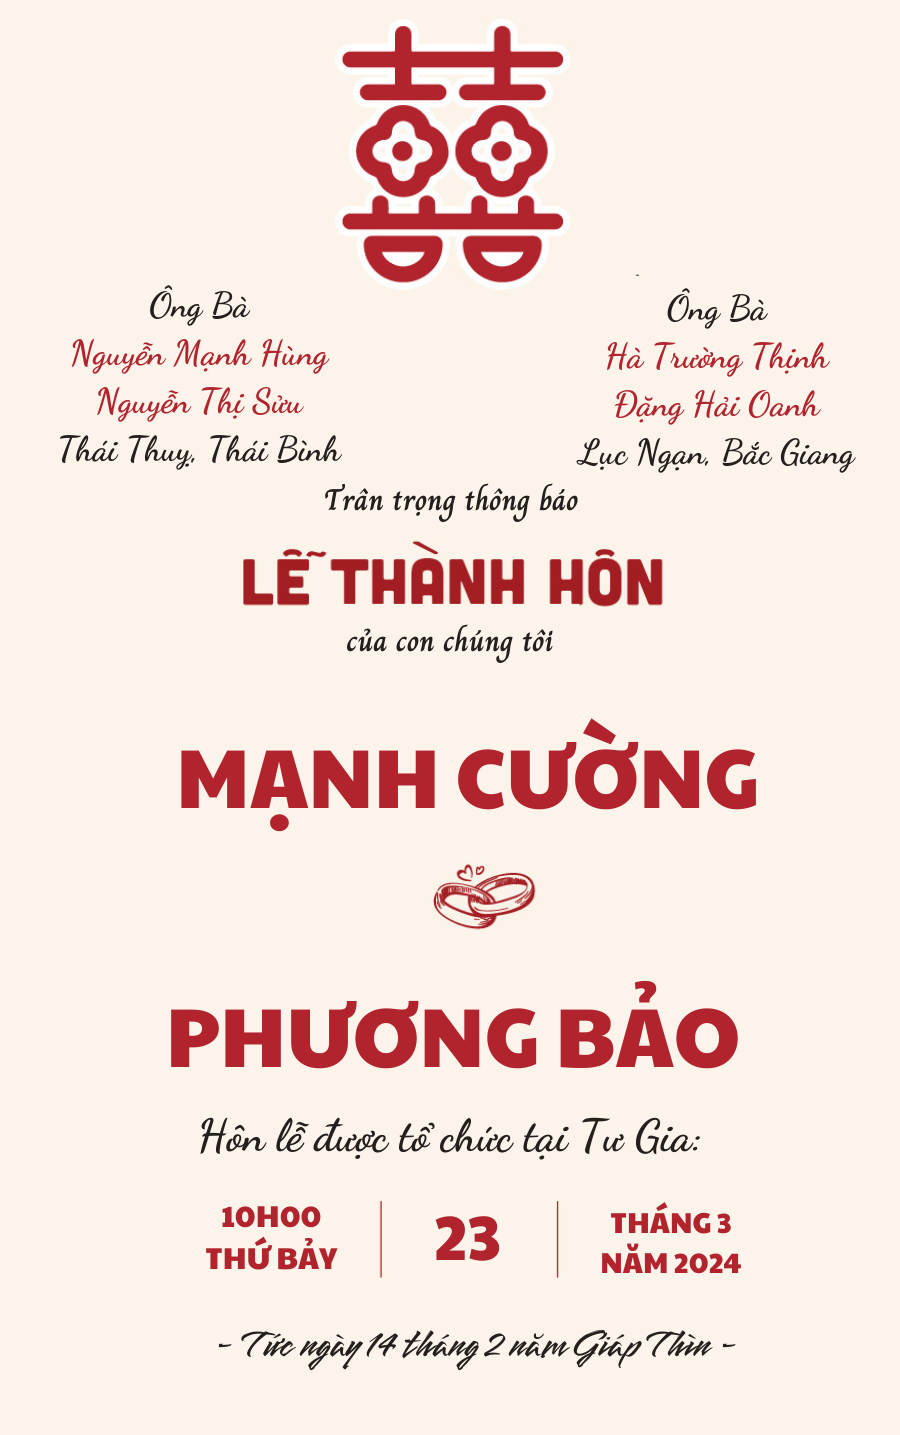 囍
Ông Bà
Nguyễn Mạnh Hùng
Nguyễn Thị Sửu
Thái Thuỵ, Thái Bình
Ông Bà
Hà Trường Thịnh
Đặng Hải Oanh
Lục Ngạn, Bắc Giang
Trân trọng thông báo
LỄ THÀNH HÔN
của con chúng tôi
MẠNH CƯỜNG
PHƯƠNG BẢO
Hôn lễ được tổ chức tại Tư Gia:
10H00
THỨ BẢY
23
THÁNG 3
NĂM 2024
- Tức ngày 14 tháng 2 năm Giáp Thìn -